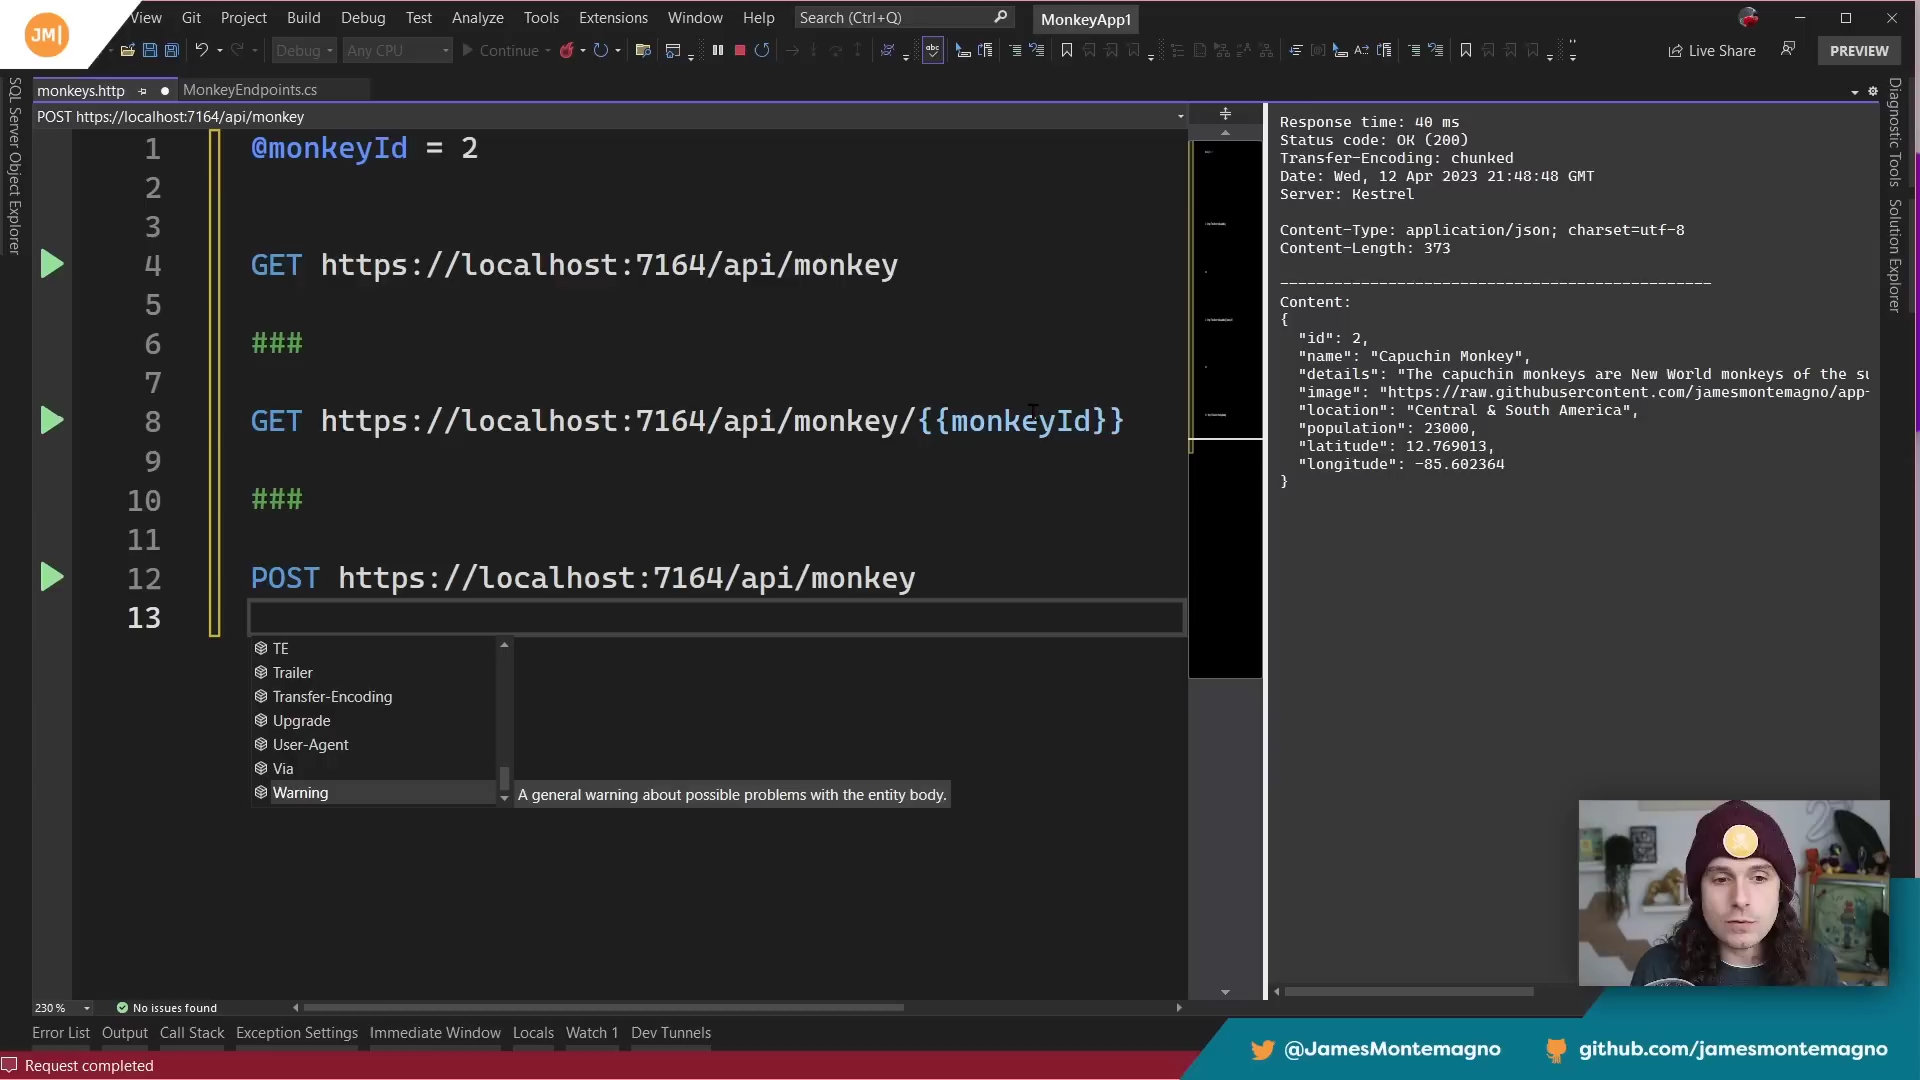 JM|
View Git Project Build Debug Test Analyze Tools Extensions Window Help Search (Ctrl+Q) MonkeyApp1
Debug Any CPU Continue abc Live Share PREVIEW
monkeys.http MonkeyEndpoints.cs
POST https://localhost:7164/api/monkey
SQL Server Object Explorer
1 @monkeyId = 2
2
3
4 GET https://localhost:7164/api/monkey
5
6 ###
7
8 GET https://localhost:7164/api/monkey/{{monkeyId}}
9
10 ###
11
12 POST https://localhost:7164/api/monkey
13
TE
Trailer
Transfer-Encoding
Upgrade
User-Agent
Via
Warning
A general warning about possible problems with the entity body.
Response time: 40 ms
Status code: OK (200)
Transfer-Encoding: chunked
Date: Wed, 12 Apr 2023 21:48:48 GMT
Server: Kestrel
Content-Type: application/json; charset=utf-8
Content-Length: 373
------------------------------------------------
Content:
{
"id": 2,
"name": "Capuchin Monkey",
"details": "The capuchin monkeys are New World monkeys of the su
"image": "https://raw.githubusercontent.com/jamesmontemagno/app-
"location": "Central & South America",
"population": 23000,
"latitude": 12.769013,
"longitude": -85.602364
}
Diagnostic Tools
Solution Explorer
230 % No issues found
Error List Output Call Stack Exception Settings Immediate Window Locals Watch 1 Dev Tunnels
Request completed
@JamesMontemagno github.com/jamesmontemagno